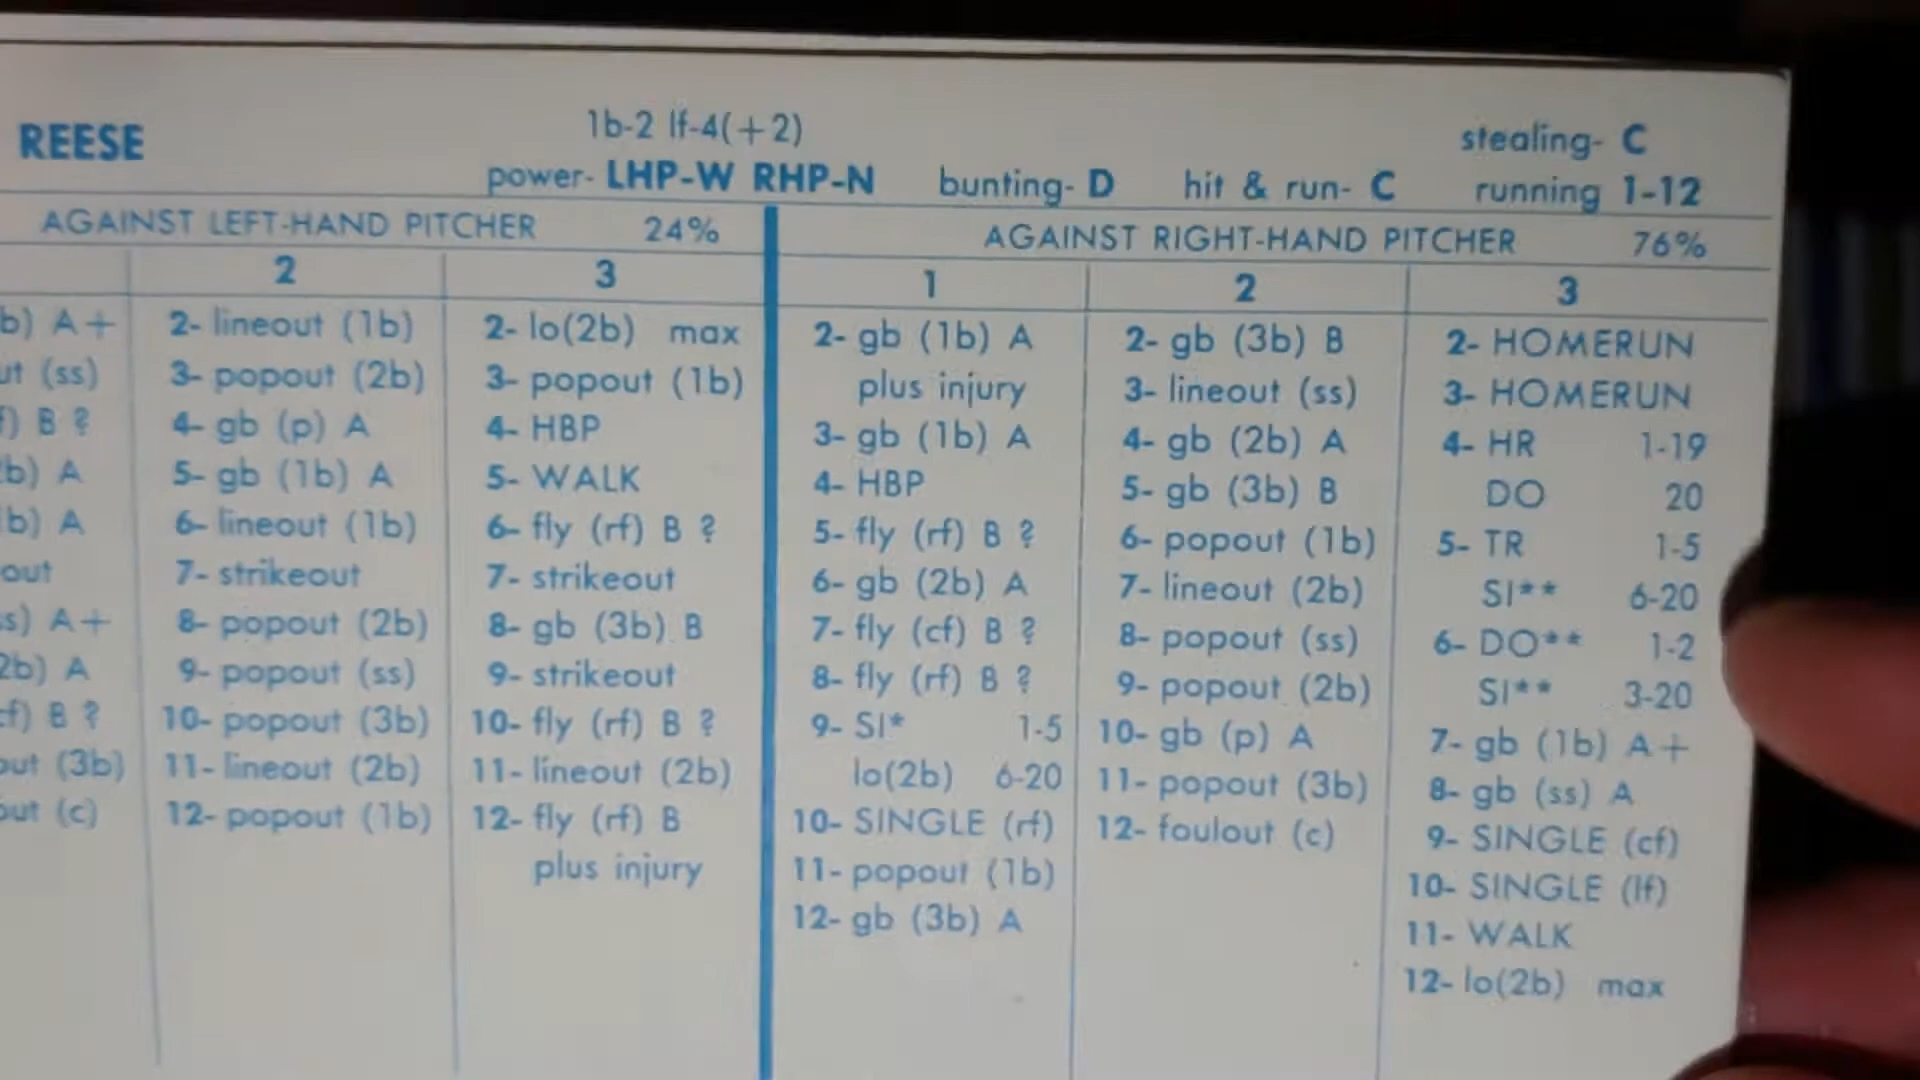 REESE
1b-2 lf-4(+2)
stealing- C
power- LHP-W RHP-N bunting- D hit & run- C running 1-12
AGAINST LEFT-HAND PITCHER 24%
2 3
b) A+ 2- lineout (1b) 2- lo(2b) max
ut (ss) 3- popout (2b) 3- popout (1b)
f) B ? 4- gb (p) A 4- HBP
b) A 5- gb (1b) A 5- WALK
b) A 6- lineout (1b) 6- fly (rf) B ?
out 7- strikeout 7- strikeout
s) A+ 8- popout (2b) 8- gb (3b) B
2b) A 9- popout (ss) 9- strikeout
f) B ? 10- popout (3b) 10- fly (rf) B ?
out (3b) 11- lineout (2b) 11- lineout (2b)
out (c) 12- popout (1b) 12- fly (rf) B
plus injury
AGAINST RIGHT-HAND PITCHER 76%
1
2- gb (1b) A
plus injury
3- gb (1b) A
4- HBP
5- fly (rf) B ?
6- gb (2b) A
7- fly (cf) B ?
8- fly (rf) B ?
9- SI* 1-5
lo(2b) 6-20
10- SINGLE (rf)
11- popout (1b)
12- gb (3b) A
2
2- gb (3b) B
3- lineout (ss)
4- gb (2b) A
5- gb (3b) B
6- popout (1b)
7- lineout (2b)
8- popout (ss)
9- popout (2b)
10- gb (p) A
11- popout (3b)
12- foulout (c)
3
2- HOMERUN
3- HOMERUN
4- HR 1-19
DO 20
5- TR 1-5
SI** 6-20
6- DO** 1-2
SI** 3-20
7- gb (1b) A+
8- gb (ss) A
9- SINGLE (cf)
10- SINGLE (lf)
11- WALK
12- lo(2b) max